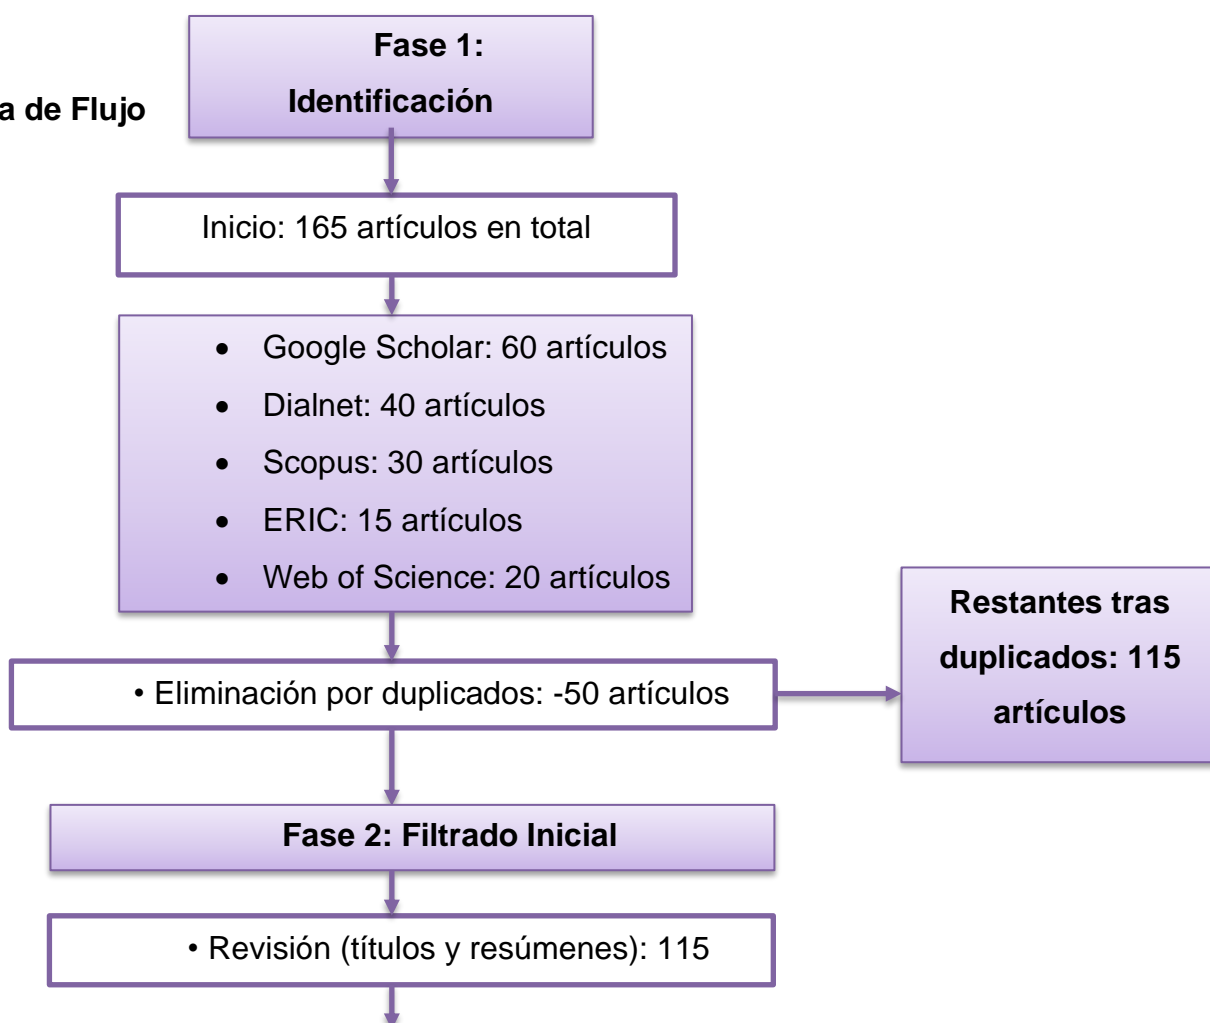 Fase 1:
Identificación
a de Flujo
Inicio: 165 artículos en total
• Google Scholar: 60 artículos
• Dialnet: 40 artículos
• Scopus: 30 artículos
• ERIC: 15 artículos
• Web of Science: 20 artículos
Restantes tras
duplicados: 115
artículos
• Eliminación por duplicados: -50 artículos
Fase 2: Filtrado Inicial
• Revisión (títulos y resúmenes): 115